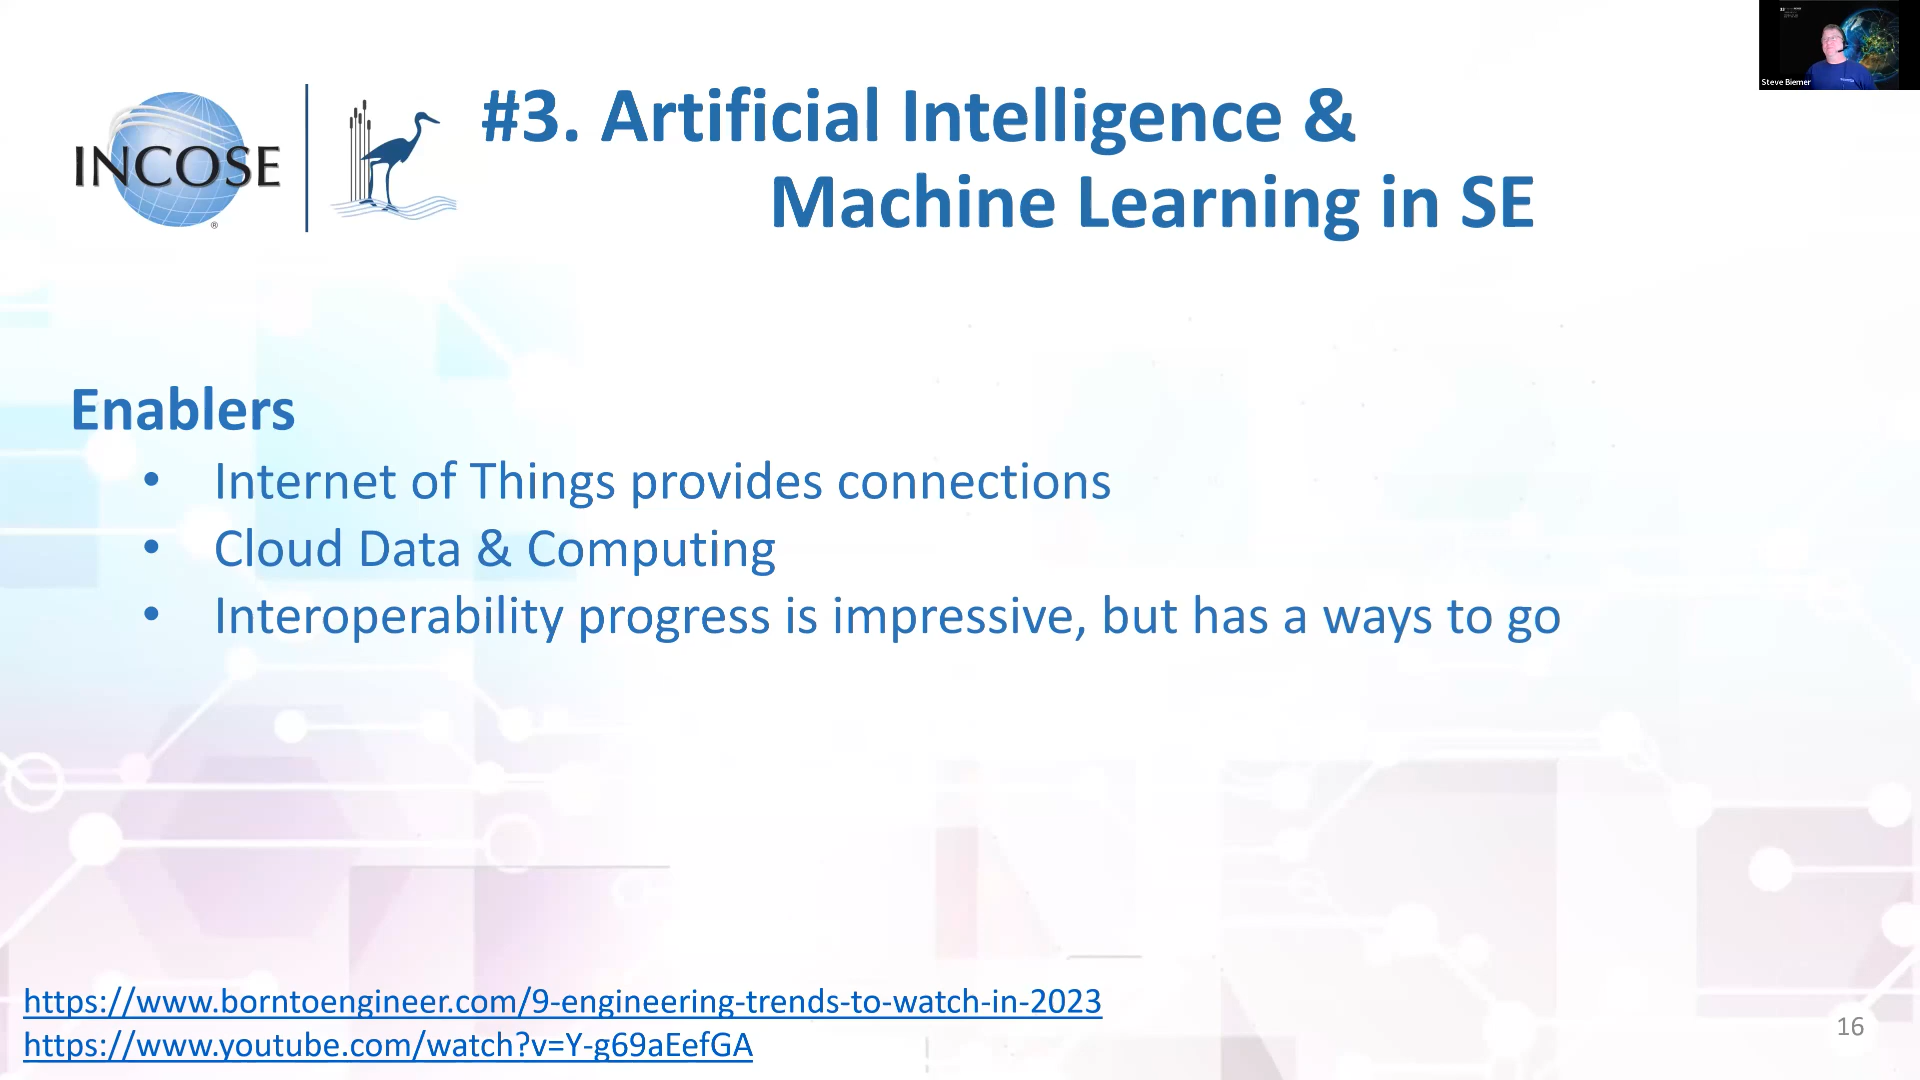 #3. Artificial Intelligence &
Machine Learning in SE
INCOSE
®
Steve Biemer
Enablers
• Internet of Things provides connections
• Cloud Data & Computing
• Interoperability progress is impressive, but has a ways to go
https://www.borntoengineer.com/9-engineering-trends-to-watch-in-2023
https://www.youtube.com/watch?v=Y-g69aEefGA
16